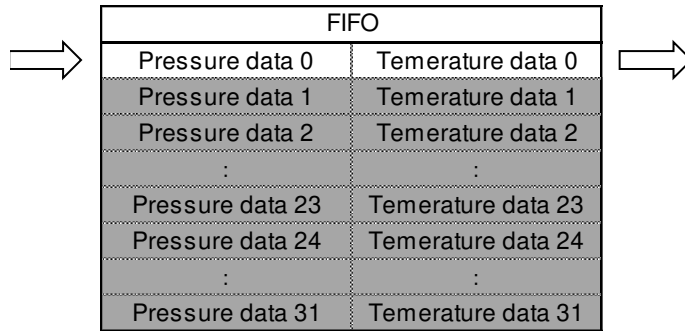 FIFO
Pressure data 0 Temerature data 0
Pressure data 1 Temerature data 1
Pressure data 2 Temerature data 2
: :
Pressure data 23 Temerature data 23
Pressure data 24 Temerature data 24
: :
Pressure data 31 Temerature data 31